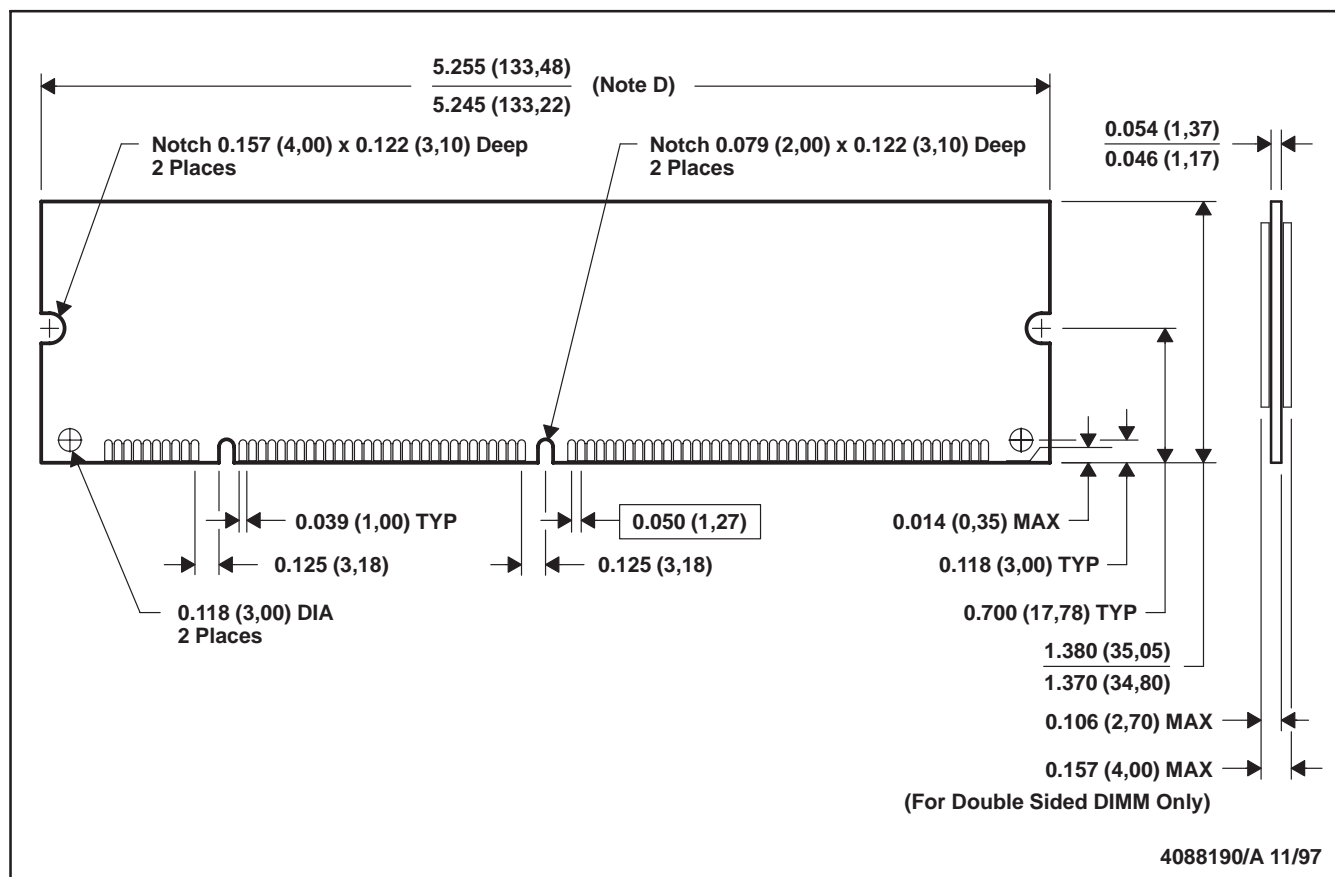 5.255 (133,48)
5.245 (133,22)
(Note D)
Notch 0.157 (4,00) x 0.122 (3,10) Deep
2 Places
Notch 0.079 (2,00) x 0.122 (3,10) Deep
2 Places
0.054 (1,37)
0.046 (1,17)
0.039 (1,00) TYP
0.050 (1,27)
0.014 (0,35) MAX
0.125 (3,18)
0.125 (3,18)
0.118 (3,00) TYP
0.118 (3,00) DIA
2 Places
0.700 (17,78) TYP
1.380 (35,05)
1.370 (34,80)
0.106 (2,70) MAX
0.157 (4,00) MAX
(For Double Sided DIMM Only)
4088190/A 11/97